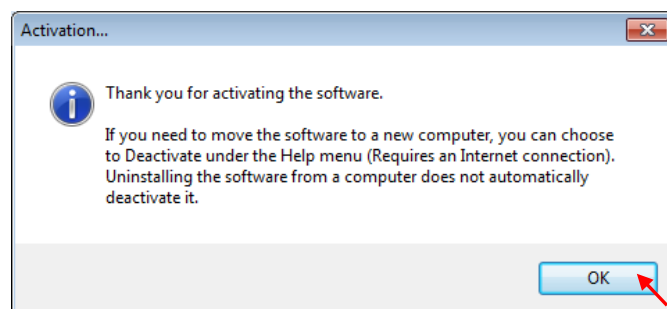 Activation...
Thank you for activating the software.
If you need to move the software to a new computer, you can choose
to Deactivate under the Help menu (Requires an Internet connection).
Uninstalling the software from a computer does not automatically
deactivate it.
OK